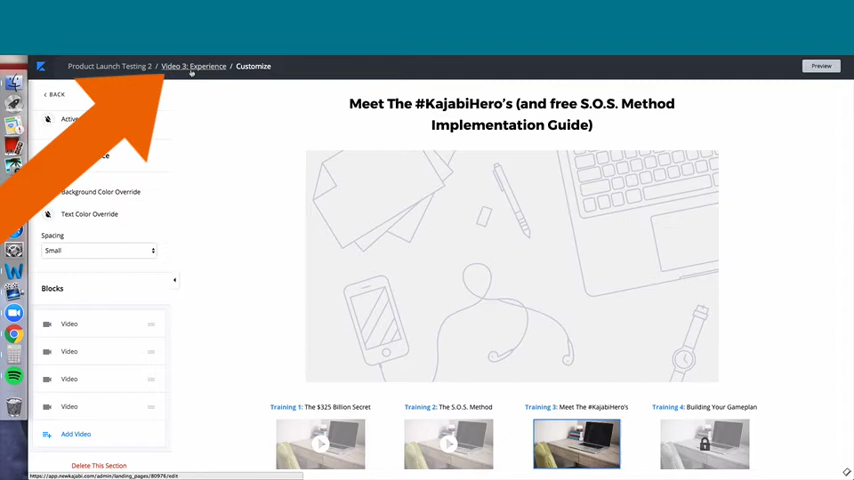 Product Launch Testing 2 / Video 3: Experience / Customize
Preview
BACK
Meet The #KajabiHero's (and free S.O.S. Method
Implementation Guide)
Active
Background Color Override
Text Color Override
Spacing
Small
Blocks
Video
Video
Video
Video
Add Video
Delete This Section
Training 1: The $325 Billion Secret
Training 2: The S.O.S. Method
Training 3: Meet The #KajabiHero's
Training 4: Building Your Gameplan
https://app.newkajabi.com/admin/landing_pages/80976/edit